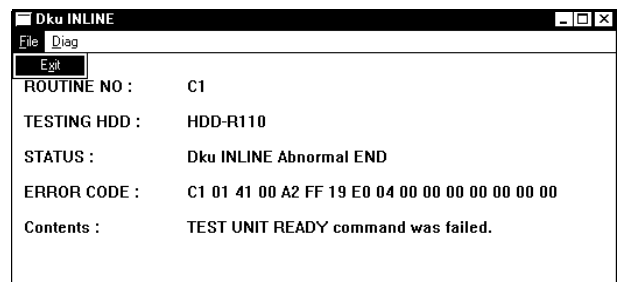 Dku INLINE
File Diag
Exit
ROUTINE NO : C1
TESTING HDD : HDD-R110
STATUS : Dku INLINE Abnormal END
ERROR CODE : C1 01 41 00 A2 FF 19 E0 04 00 00 00 00 00 00 00
Contents : TEST UNIT READY command was failed.